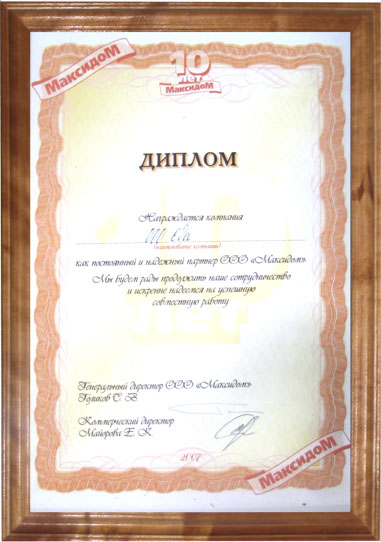 МаксидоМ
10
лет
МаксидоМ
ДИПЛОМ
Награждается компания
(наименование компании)
как постоянный и надежный партнер ООО «Максидом»
Мы будем рады продолжить наше сотрудничество
и искренне надеемся на успешную
совместную работу
Генеральный директор ООО «Максидом»
Голиков С. В.
Коммерческий директор
Майорова Е. К.
2007
МаксидоМ